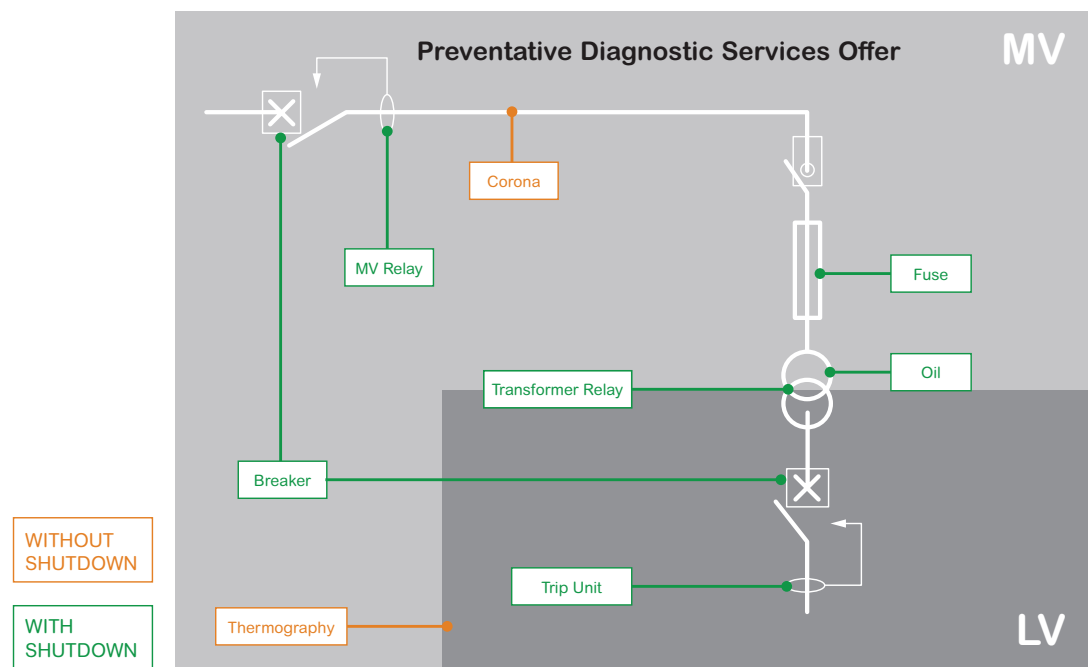 Preventative Diagnostic Services Offer
MV
Corona
MV Relay
Fuse
Oil
Transformer Relay
Breaker
WITHOUT
SHUTDOWN
Trip Unit
WITH
SHUTDOWN
Thermography
LV